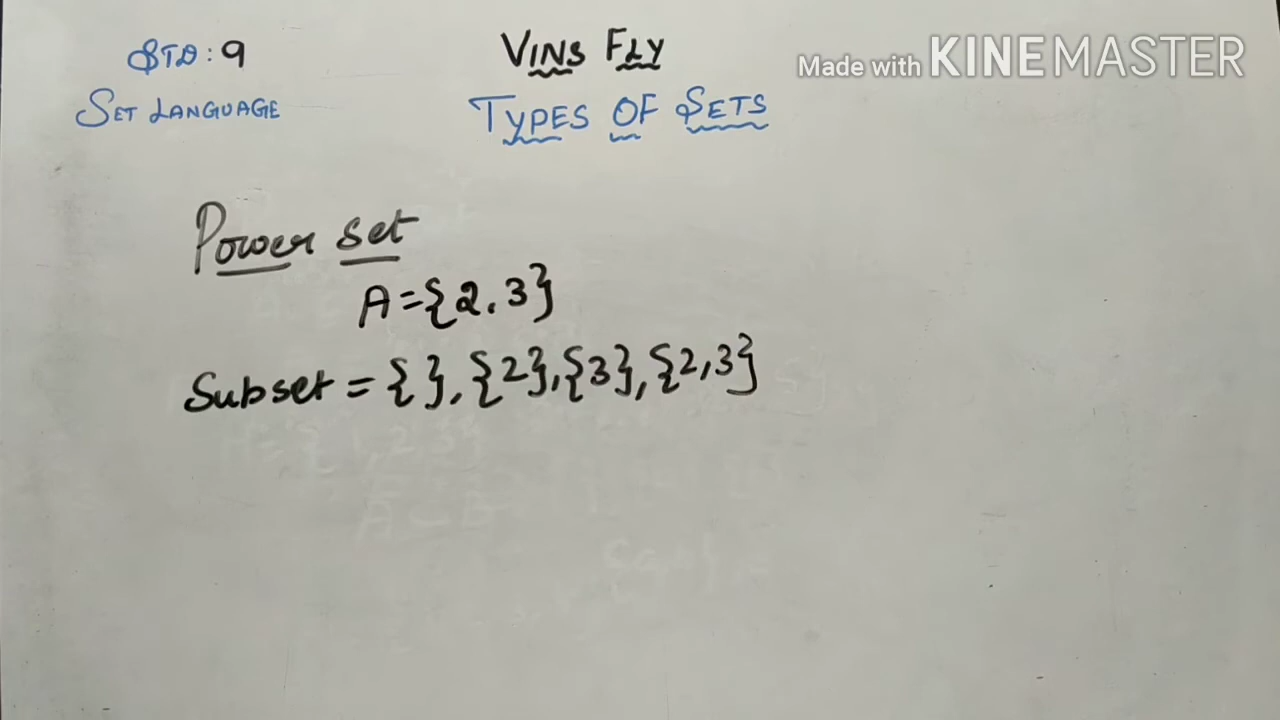 STD: 9
VINS FLY
Made with KINEMASTER
SET LANGUAGE
TYPES OF SETS
Power set
A = {2, 3}
Subset = { }, {2}, {3}, {2,3}